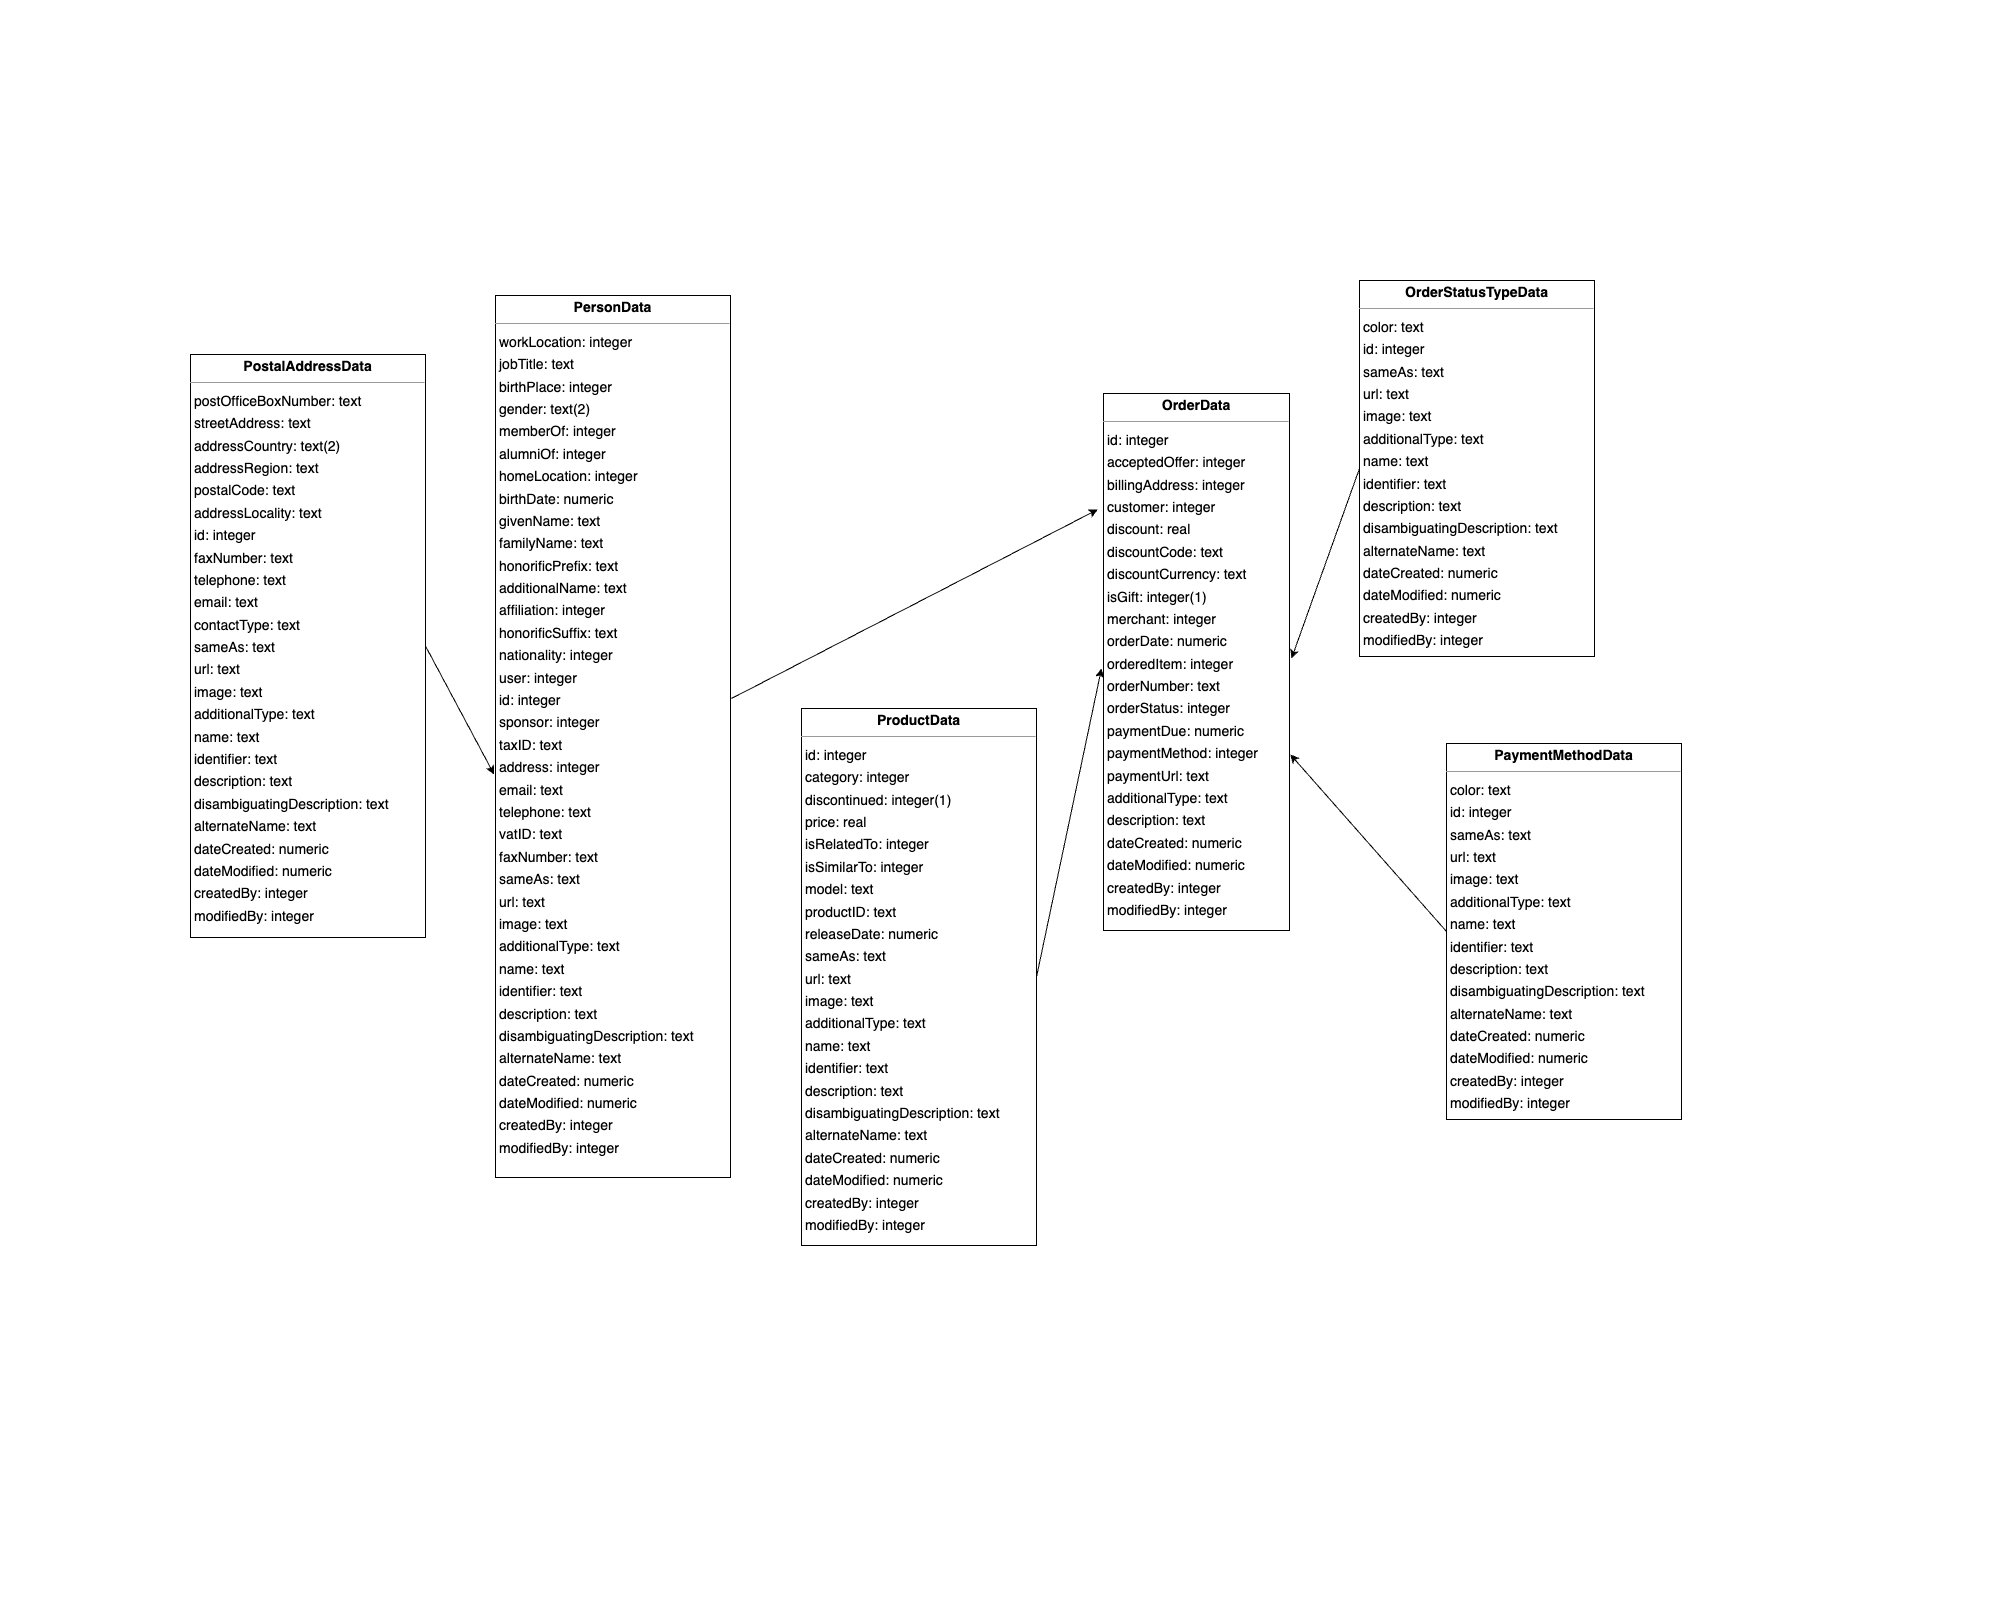 PostalAddressData
postOfficeBoxNumber: text
streetAddress: text
addressCountry: text(2)
addressRegion: text
postalCode: text
addressLocality: text
id: integer
faxNumber: text
telephone: text
email: text
contactType: text
sameAs: text
url: text
image: text
additionalType: text
name: text
identifier: text
description: text
disambiguatingDescription: text
alternateName: text
dateCreated: numeric
dateModified: numeric
createdBy: integer
modifiedBy: integer
PersonData
workLocation: integer
jobTitle: text
birthPlace: integer
gender: text(2)
memberOf: integer
alumniOf: integer
homeLocation: integer
birthDate: numeric
givenName: text
familyName: text
honorificPrefix: text
additionalName: text
affiliation: integer
honorificSuffix: text
nationality: integer
user: integer
id: integer
sponsor: integer
taxID: text
address: integer
email: text
telephone: text
vatID: text
faxNumber: text
sameAs: text
url: text
image: text
additionalType: text
name: text
identifier: text
description: text
disambiguatingDescription: text
alternateName: text
dateCreated: numeric
dateModified: numeric
createdBy: integer
modifiedBy: integer
ProductData
id: integer
category: integer
discontinued: integer(1)
price: real
isRelatedTo: integer
isSimilarTo: integer
model: text
productID: text
releaseDate: numeric
sameAs: text
url: text
image: text
additionalType: text
name: text
identifier: text
description: text
disambiguatingDescription: text
alternateName: text
dateCreated: numeric
dateModified: numeric
createdBy: integer
modifiedBy: integer
OrderData
id: integer
acceptedOffer: integer
billingAddress: integer
customer: integer
discount: real
discountCode: text
discountCurrency: text
isGift: integer(1)
merchant: integer
orderDate: numeric
orderedItem: integer
orderNumber: text
orderStatus: integer
paymentDue: numeric
paymentMethod: integer
paymentUrl: text
additionalType: text
description: text
dateCreated: numeric
dateModified: numeric
createdBy: integer
modifiedBy: integer
OrderStatusTypeData
color: text
id: integer
sameAs: text
url: text
image: text
additionalType: text
name: text
identifier: text
description: text
disambiguatingDescription: text
alternateName: text
dateCreated: numeric
dateModified: numeric
createdBy: integer
modifiedBy: integer
PaymentMethodData
color: text
id: integer
sameAs: text
url: text
image: text
additionalType: text
name: text
identifier: text
description: text
disambiguatingDescription: text
alternateName: text
dateCreated: numeric
dateModified: numeric
createdBy: integer
modifiedBy: integer